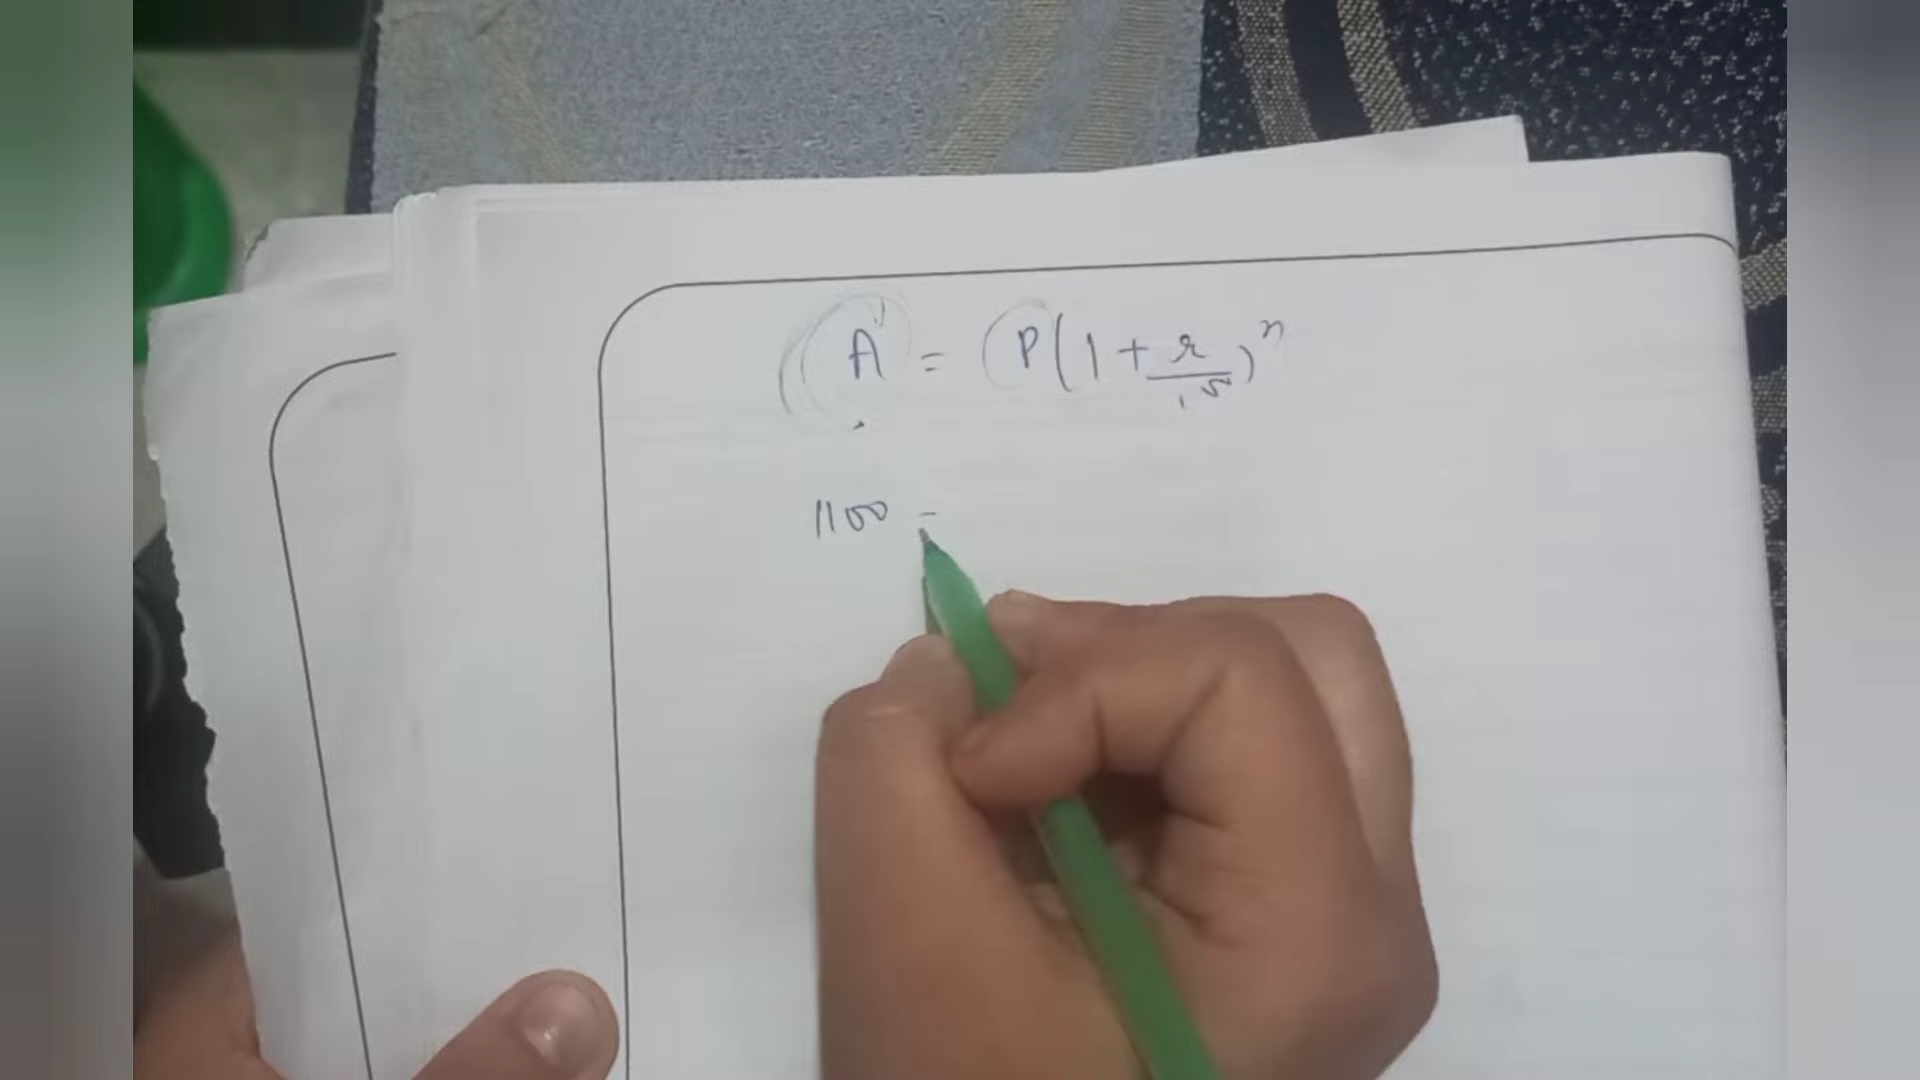 A = P(1 + r/100)^n
1100 =